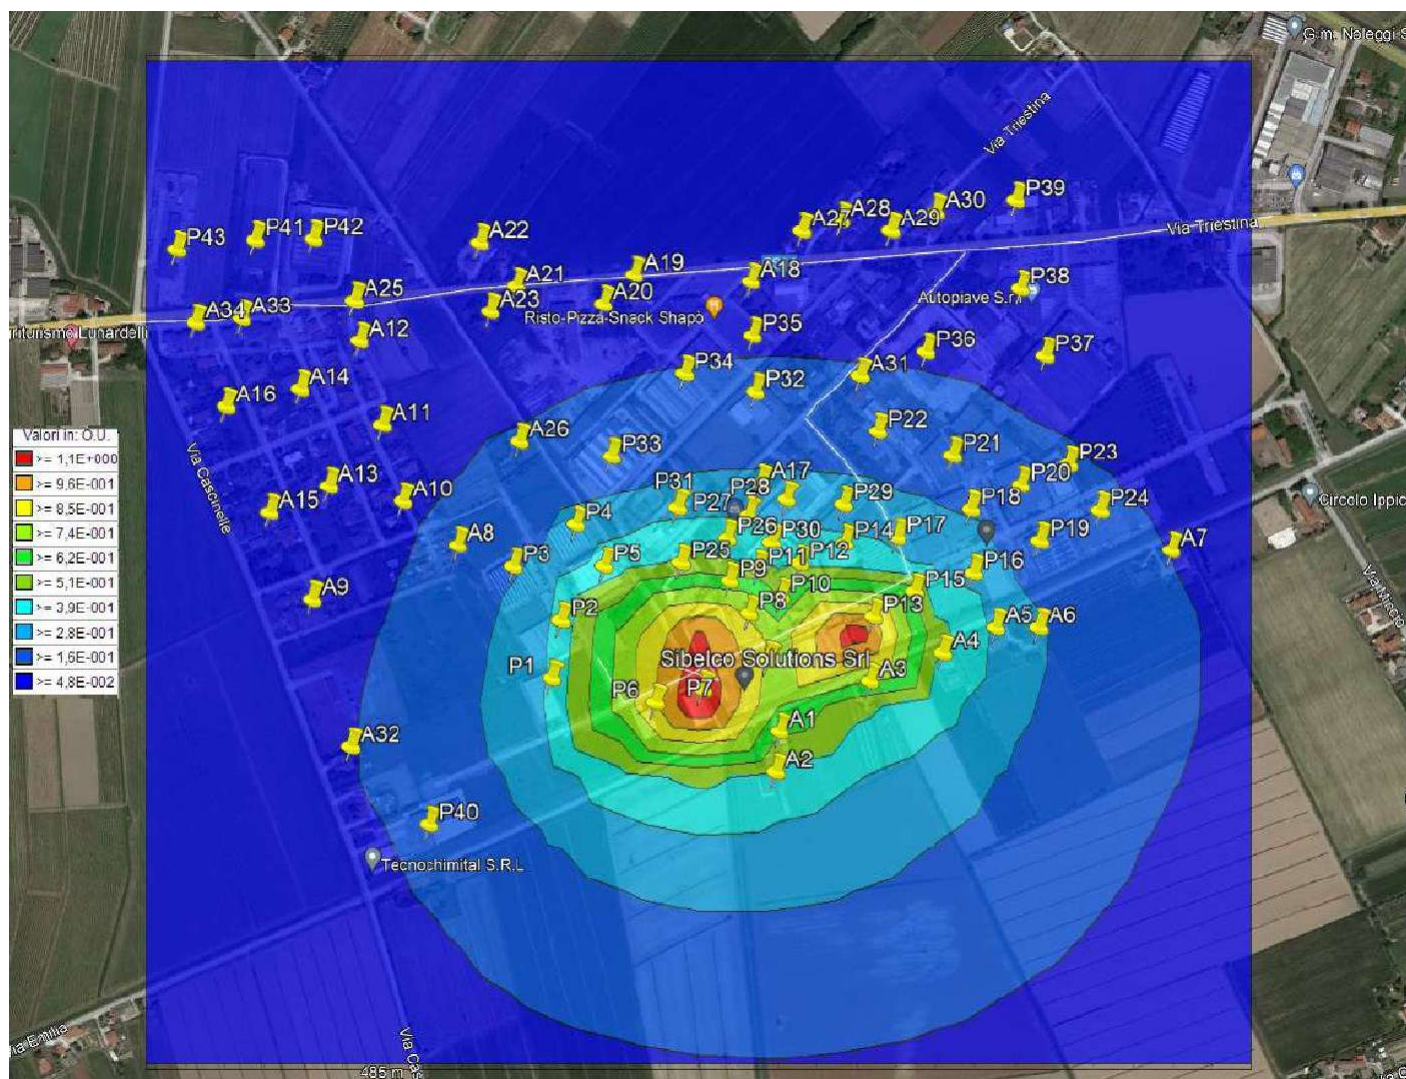 G.m. Noleggi S
Via Triestina
P39
A30
A28
A27
A29
Via Triestina
P43
P41
P42
A22
A19
A18
A21
A25
A23
A20
P38
Autopiave S.r.l
A34
A33
Risto-Pizza-Snack Shapò
riturismo Lunardelli
A12
P35
P36
P37
P34
A31
P32
A14
A16
A11
P22
A26
P33
P21
P23
Valori in: O.U.
>= 1,1E+000
>= 9,6E-001
>= 8,5E-001
>= 7,4E-001
>= 6,2E-001
>= 5,1E-001
>= 3,9E-001
>= 2,8E-001
>= 1,6E-001
>= 4,8E-002
Via Cascinelle
A13
A17
P20
A15
A10
P31
P28
P27
P29
P18
P24
Circolo Ippic
P4
A8
P26
P30
P14
P17
P19
A7
P3
P5
P25
P11
P12
P16
A9
P9
P10
P15
P2
P8
P13
A5
A6
A4
P1
Sibelco Solutions Srl
A3
P6
P7
A1
A32
A2
P40
Tecnochimital S.R.L
Via Emilia
Via Cas
485 m